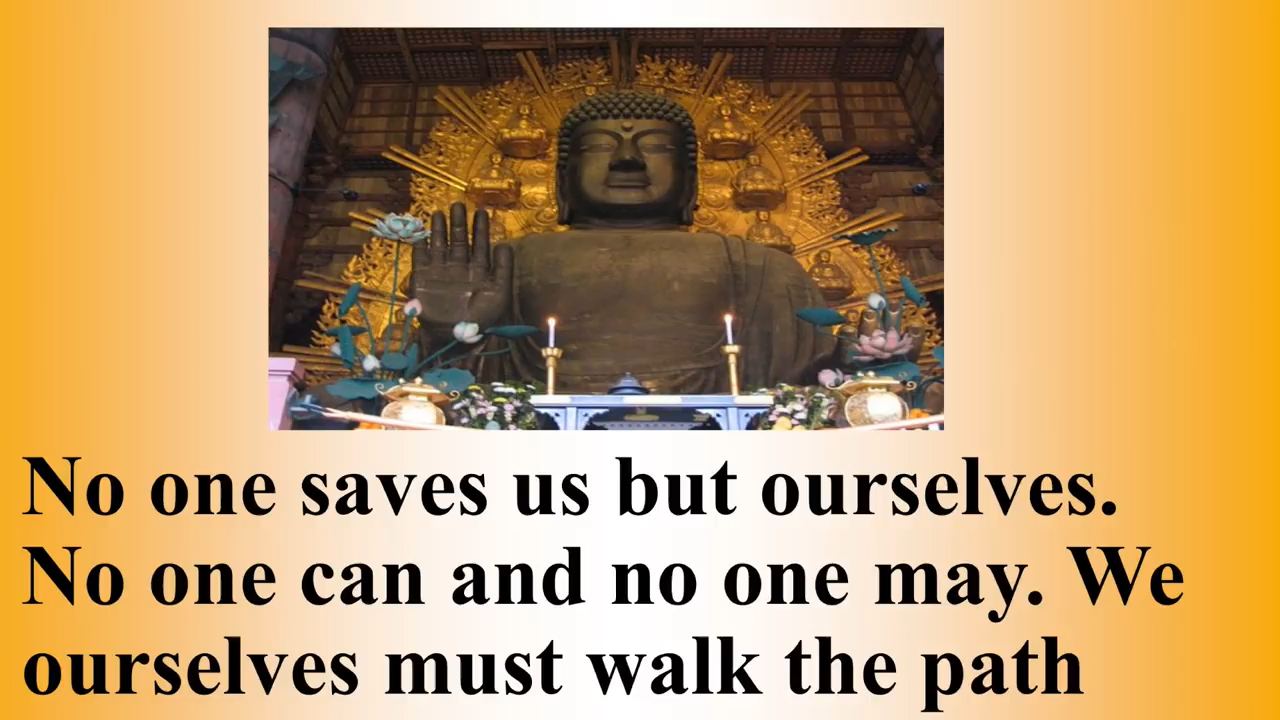 No one saves us but ourselves.
No one can and no one may. We
ourselves must walk the path